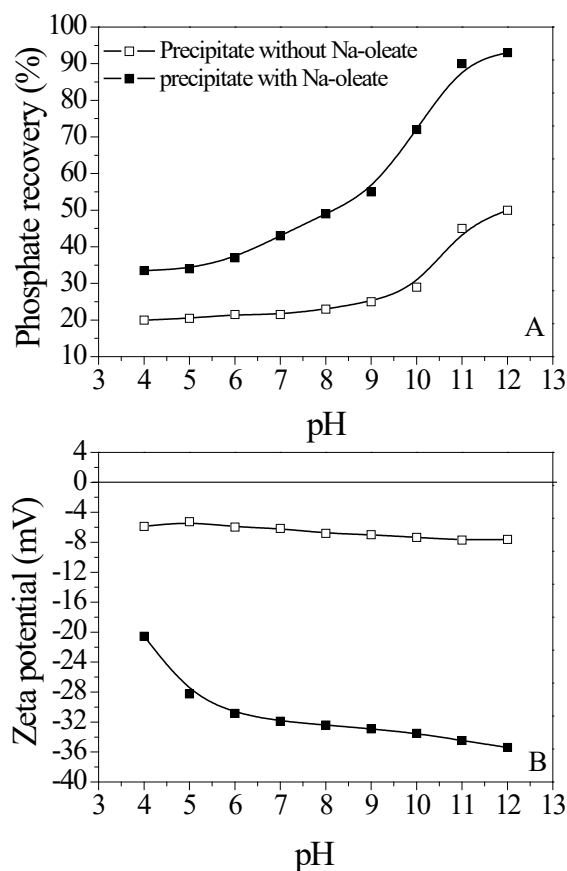 100
90
80
70
60
50
40
30
20
10
Phosphate recovery (%)
Precipitate without Na-oleate
precipitate with Na-oleate
A
3 4 5 6 7 8 9 10 11 12 13
pH
4
0
-4
-8
-12
-16
-20
-24
-28
-32
-36
-40
Zeta potential (mV)
B
3 4 5 6 7 8 9 10 11 12 13
pH